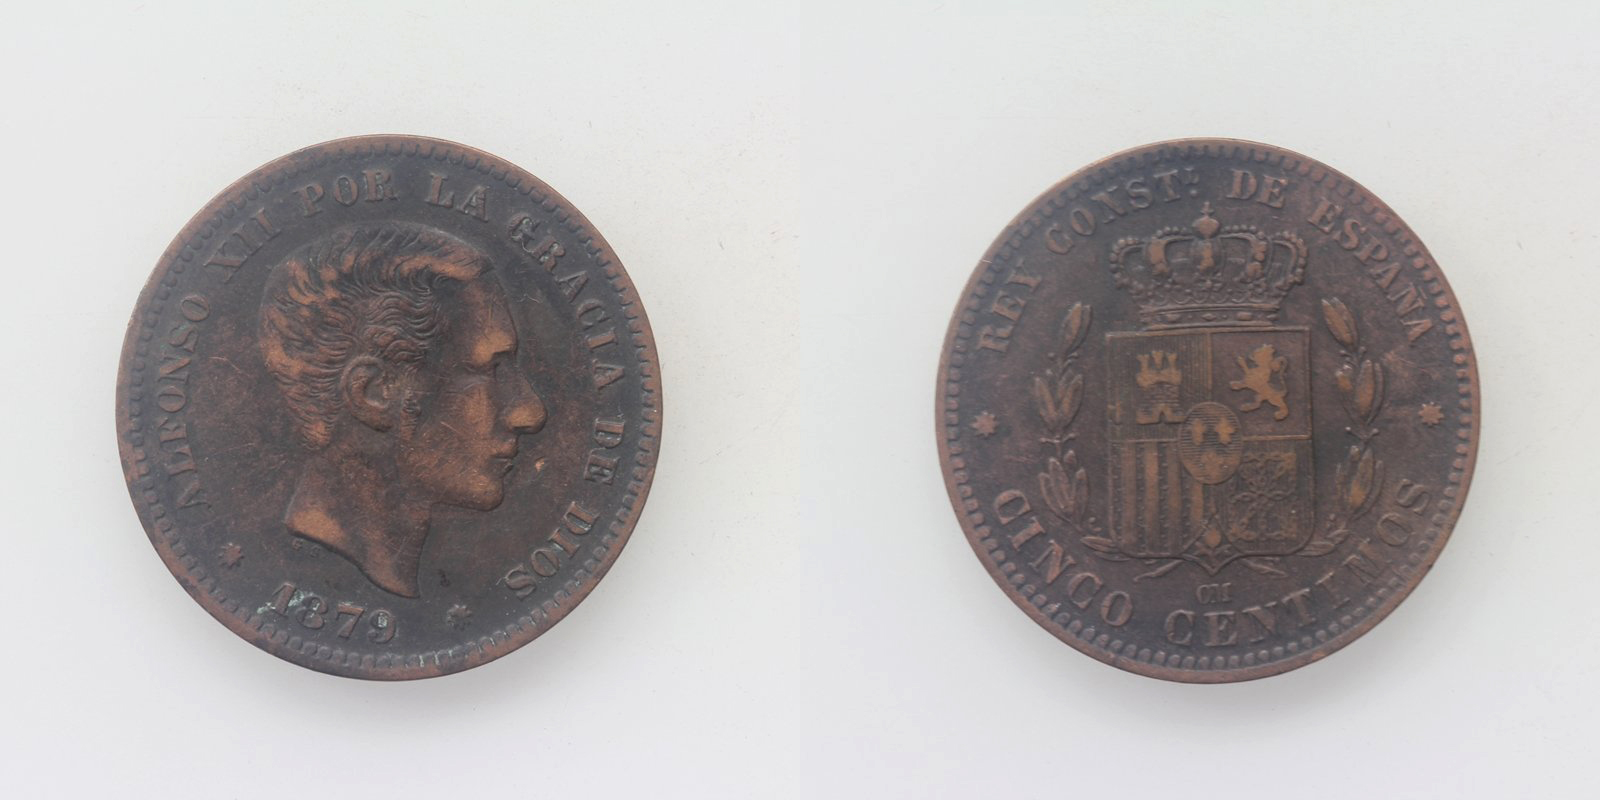 ALFONSO XII POR LA GRACIA DE DIOS
1879
REY CONST. DE ESPAÑA
OM
CINCO CENTIMOS